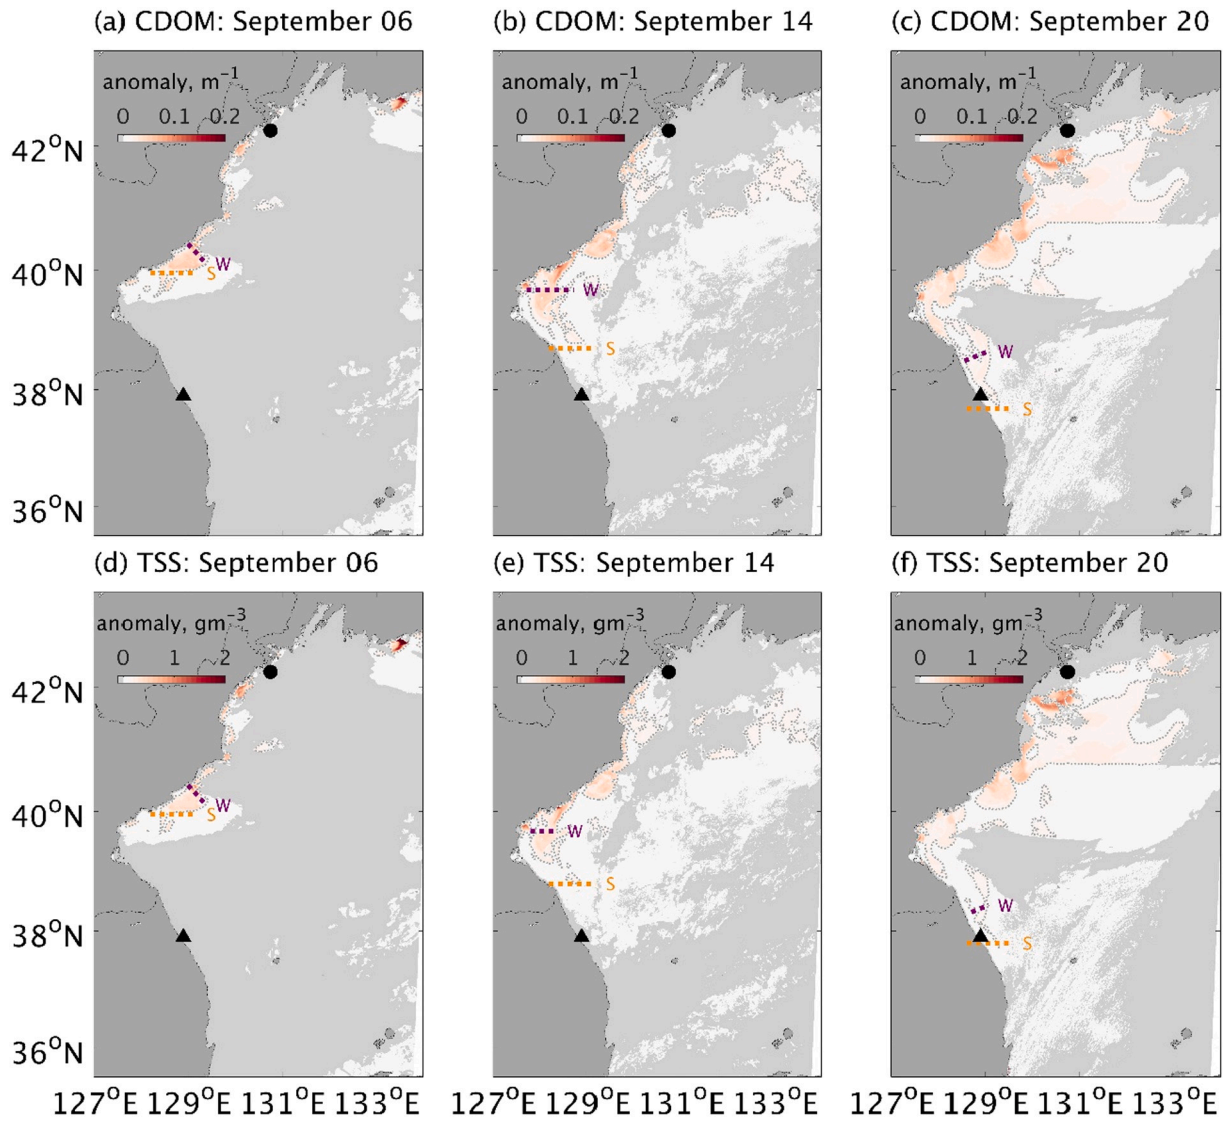 (a) CDOM: September 06
(b) CDOM: September 14
(c) CDOM: September 20
anomaly, m⁻¹
0 0.1 0.2
anomaly, m⁻¹
0 0.1 0.2
anomaly, m⁻¹
0 0.1 0.2
42°N
40°N
38°N
36°N
W
S
W
S
W
S
(d) TSS: September 06
(e) TSS: September 14
(f) TSS: September 20
anomaly, gm⁻³
0 1 2
anomaly, gm⁻³
0 1 2
anomaly, gm⁻³
0 1 2
42°N
40°N
38°N
36°N
W
S
W
S
W
S
127°E 129°E 131°E 133°E
127°E 129°E 131°E 133°E
127°E 129°E 131°E 133°E